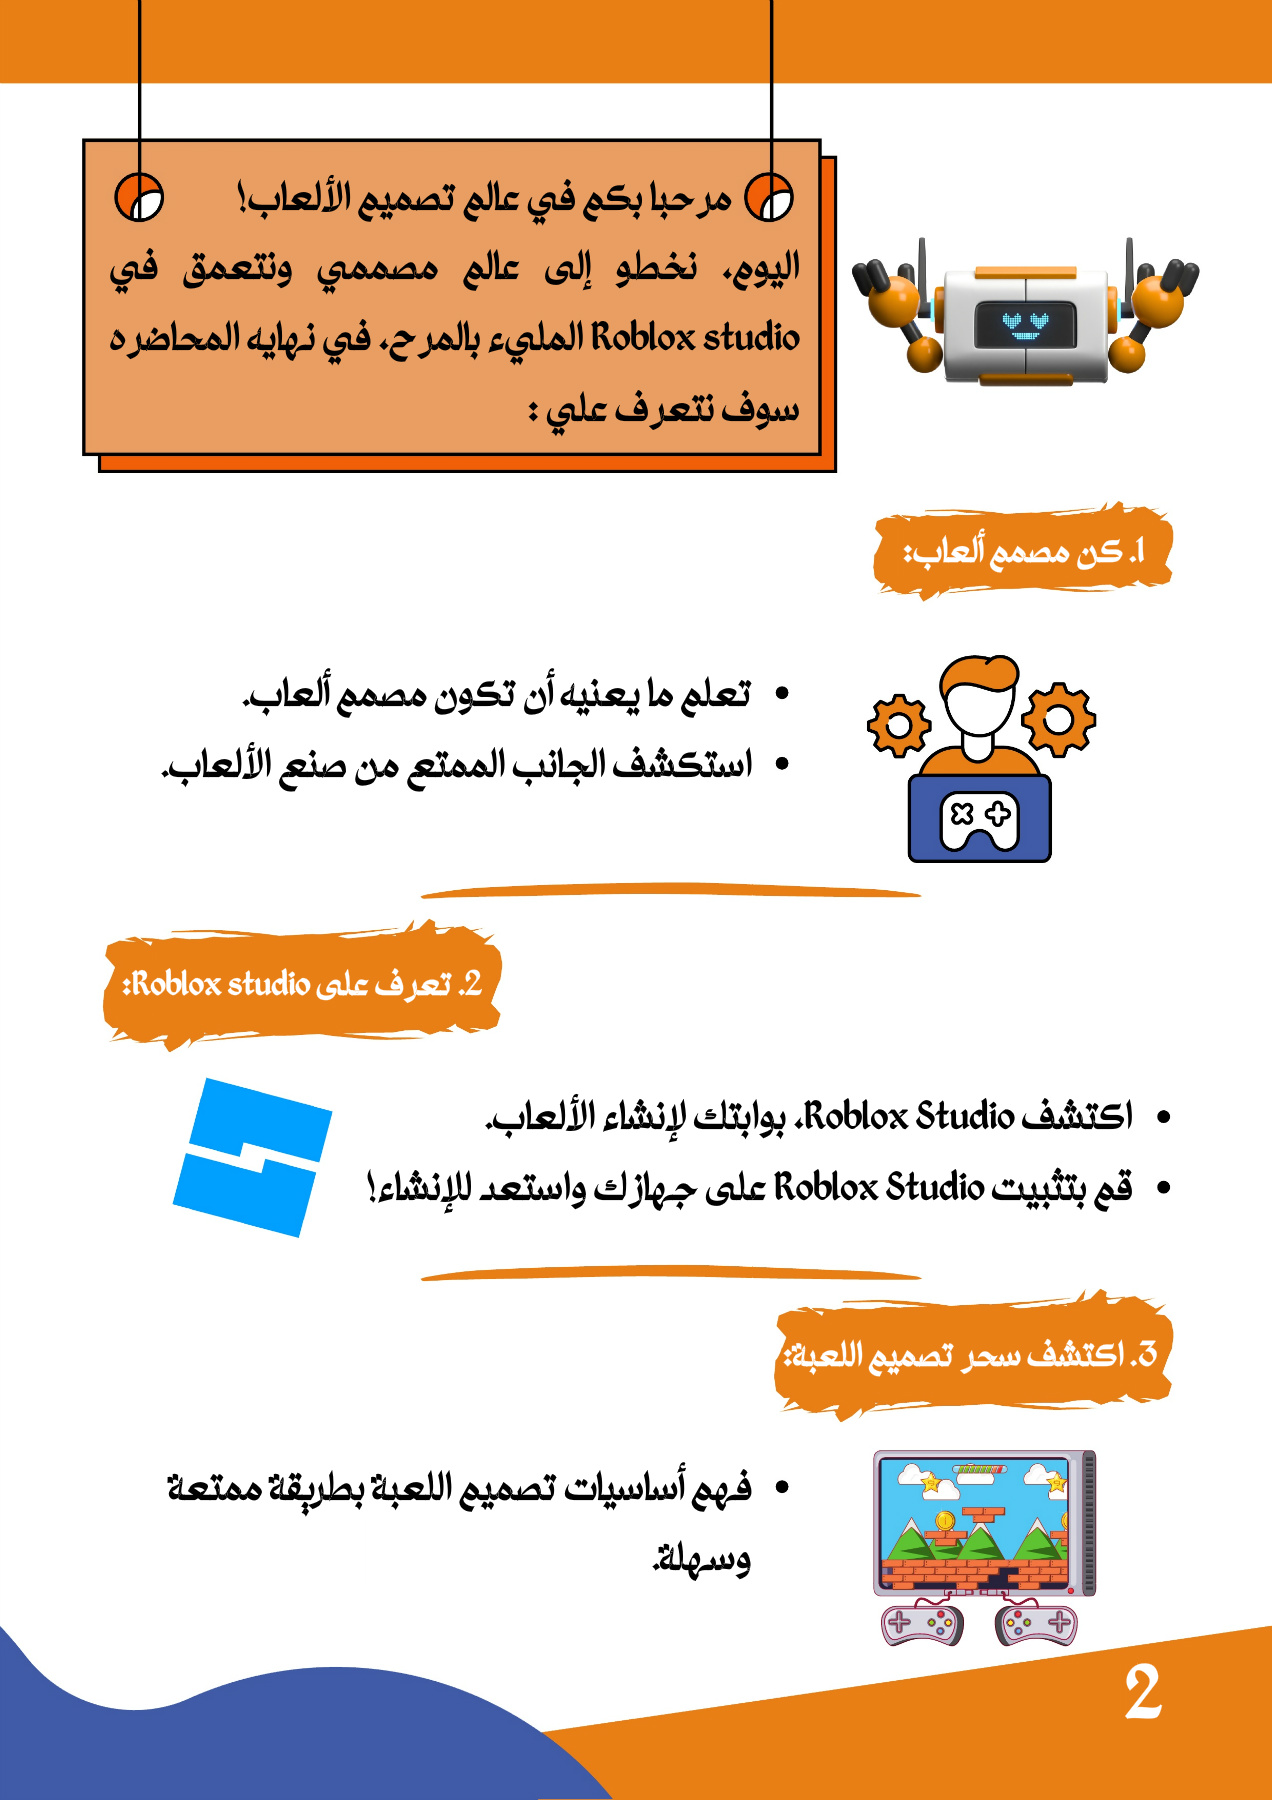 مرحبا بكم في عالم تصميم الألعاب!
اليوم، نخطو إلى عالم مصممي ونتعمق في
Roblox studio المليء بالمرح، في نهايه المحاضره
سوف نتعرف علي :
1. كن مصمم ألعاب:
• تعلم ما يعنيه أن تكون مصمم ألعاب.
• استكشف الجانب الممتع من صنع الألعاب.
2. تعرف على Roblox studio:
• اكتشف Roblox Studio، بوابتك لإنشاء الألعاب.
• قم بتثبيت Roblox Studio على جهازك واستعد للإنشاء!
3. اكتشف سحر تصميم اللعبة:
• فهم أساسيات تصميم اللعبة بطريقة ممتعة
وسهلة.
2